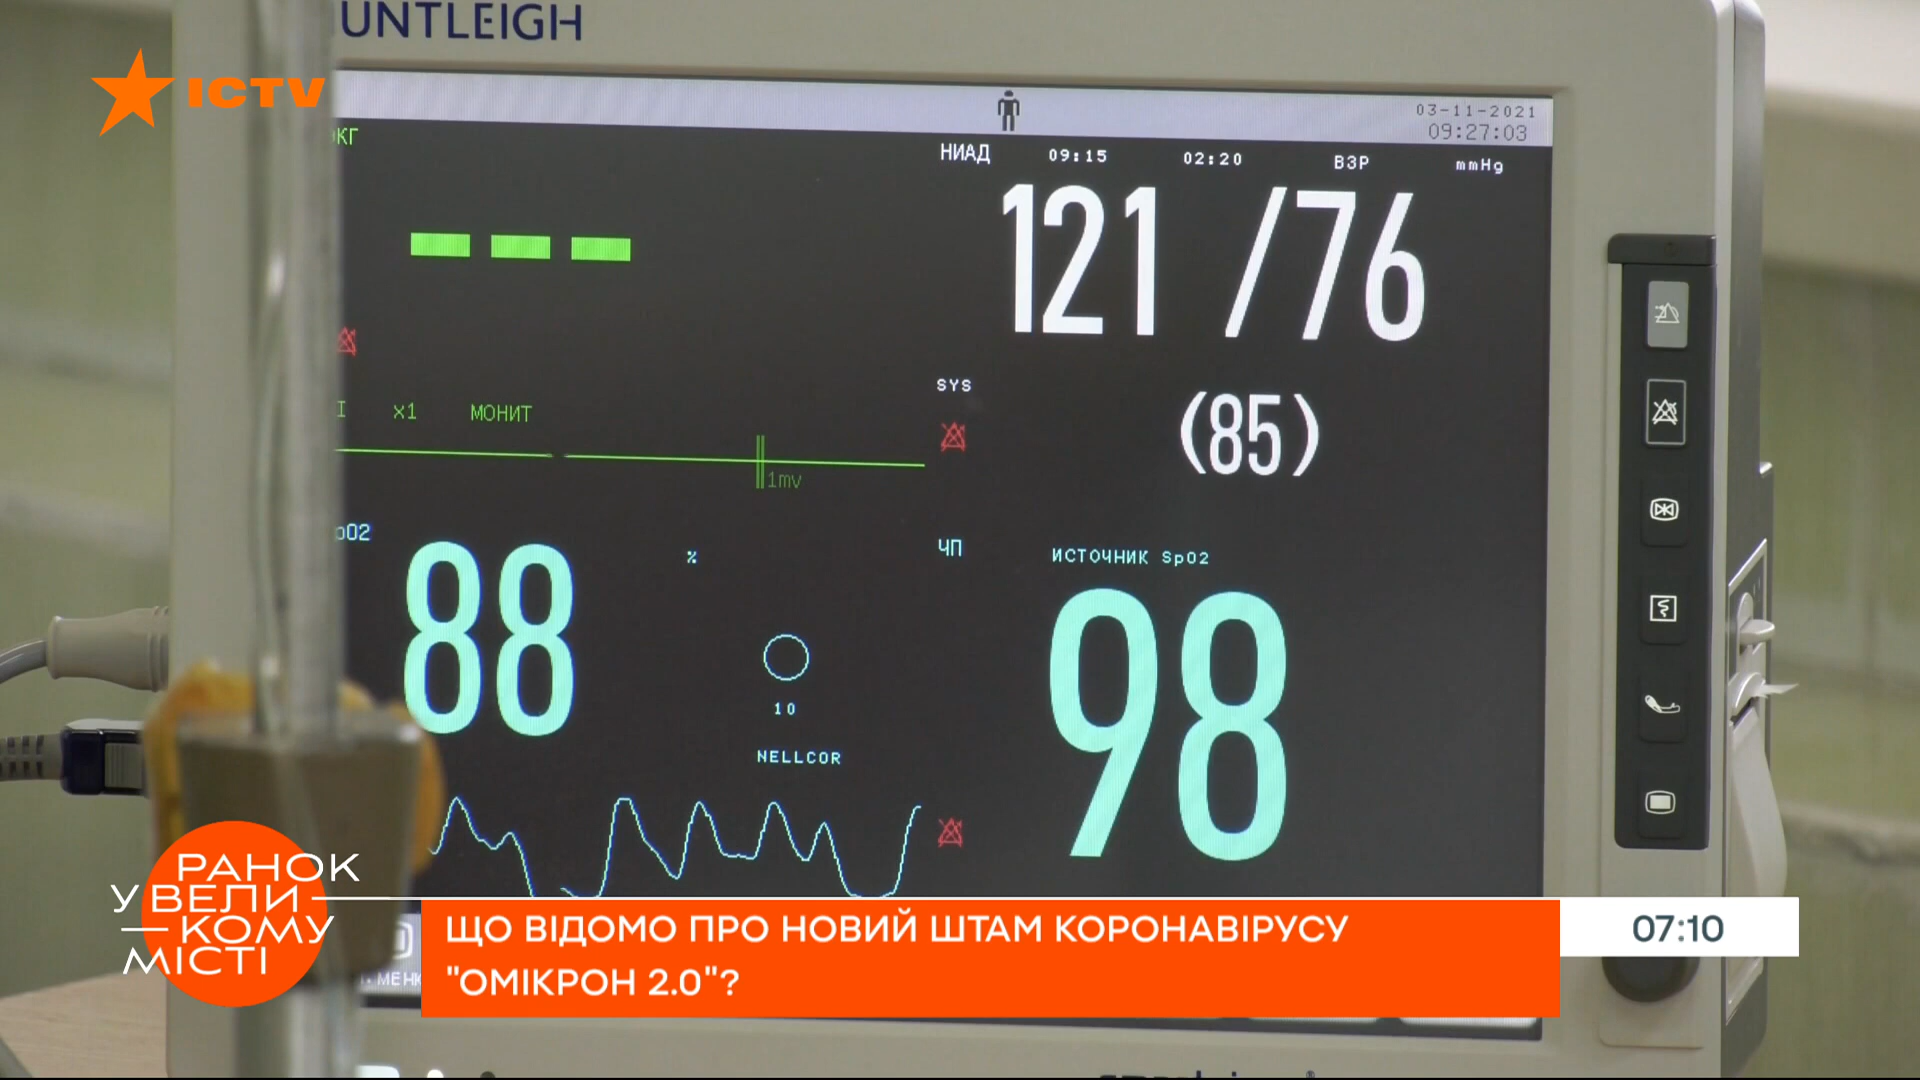 UNTLEIGH
ICTV
03-11-2021
09:27:03
КГ
НИАД 09:15 02:20 ВЗР mmHg
121 /76
SYS
(85)
I x1 МОНИТ
1mv
pO2
88
%
ЧП
ИСТОЧНИК SpO2
98
10
NELLCOR
РАНОК
У ВЕЛИ
КОМУ
МІСТІ
ЩО ВІДОМО ПРО НОВИЙ ШТАМ КОРОНАВІРУСУ
"ОМІКРОН 2.0"?
07:10